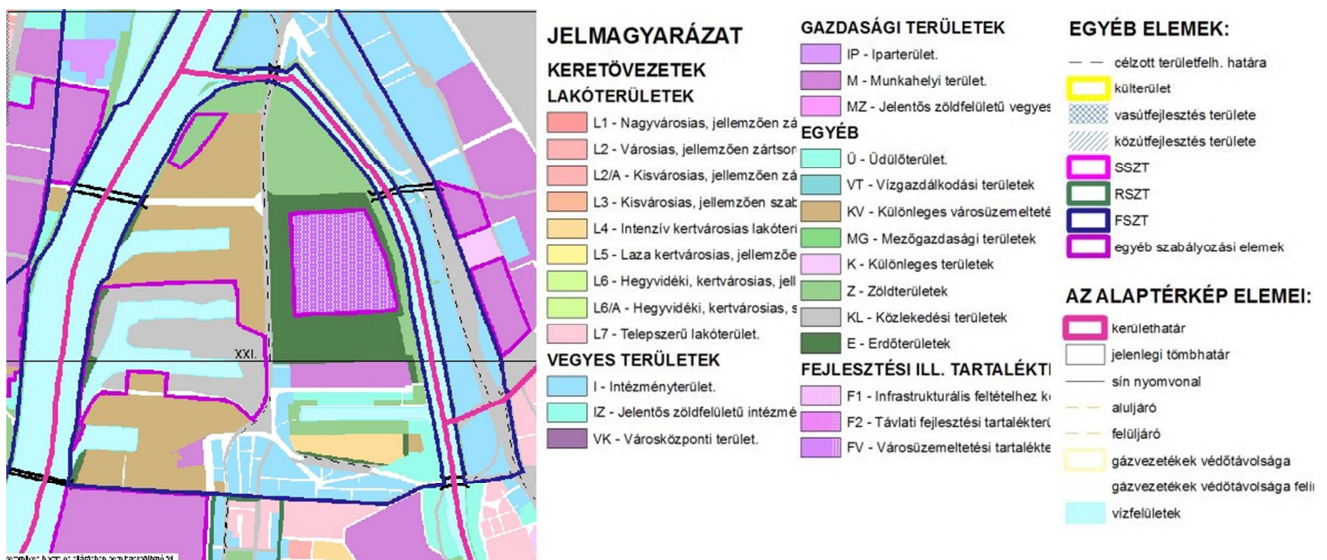 XXI.
JELMAGYARÁZAT
KERETÖVEZETEK
LAKÓTERÜLETEK
L1 - Nagyvárosias, jellemzően zá
L2 - Városias, jellemzően zártsor
L2/A - Kisvárosias, jellemzően zá
L3 - Kisvárosias, jellemzően szab
L4 - Intenzív kertvárosias lakóterü
L5 - Laza kertvárosias, jellemzőe
L6 - Hegyvidéki, kertvárosias, jell
L6/A - Hegyvidéki, kertvárosias, s
L7 - Telepszerű lakóterület.
VEGYES TERÜLETEK
I - Intézményterület.
IZ - Jelentős zöldfelületű intézmé
VK - Városközponti terület.
GAZDASÁGI TERÜLETEK
IP - Iparterület.
M - Munkahelyi terület.
MZ - Jelentős zöldfelületű vegyes
EGYÉB
Ü - Üdülőterület.
VT - Vízgazdálkodási területek
KV - Különleges városüzemelteté
MG - Mezőgazdasági területek
K - Különleges területek
Z - Zöldterületek
KL - Közlekedési területek
E - Erdőterületek
FEJLESZTÉSI ILL. TARTALÉKTI
F1 - Infrastrukturális feltételhez k
F2 - Távlati fejlesztési tartalékterü
FV - Városüzemeltetési tartalékte
EGYÉB ELEMEK:
célzott területfelh. határa
külterület
vasútfejlesztés területe
közútfejlesztés területe
SSZT
RSZT
FSZT
egyéb szabályozási elemek
AZ ALAPTÉRKÉP ELEMEI:
kerülethatár
jelenlegi tömbhatár
sín nyomvonal
aluljáró
felüljáró
gázvezetékek védőtávolsága
gázvezetékek védőtávolsága felir
vízfelületek